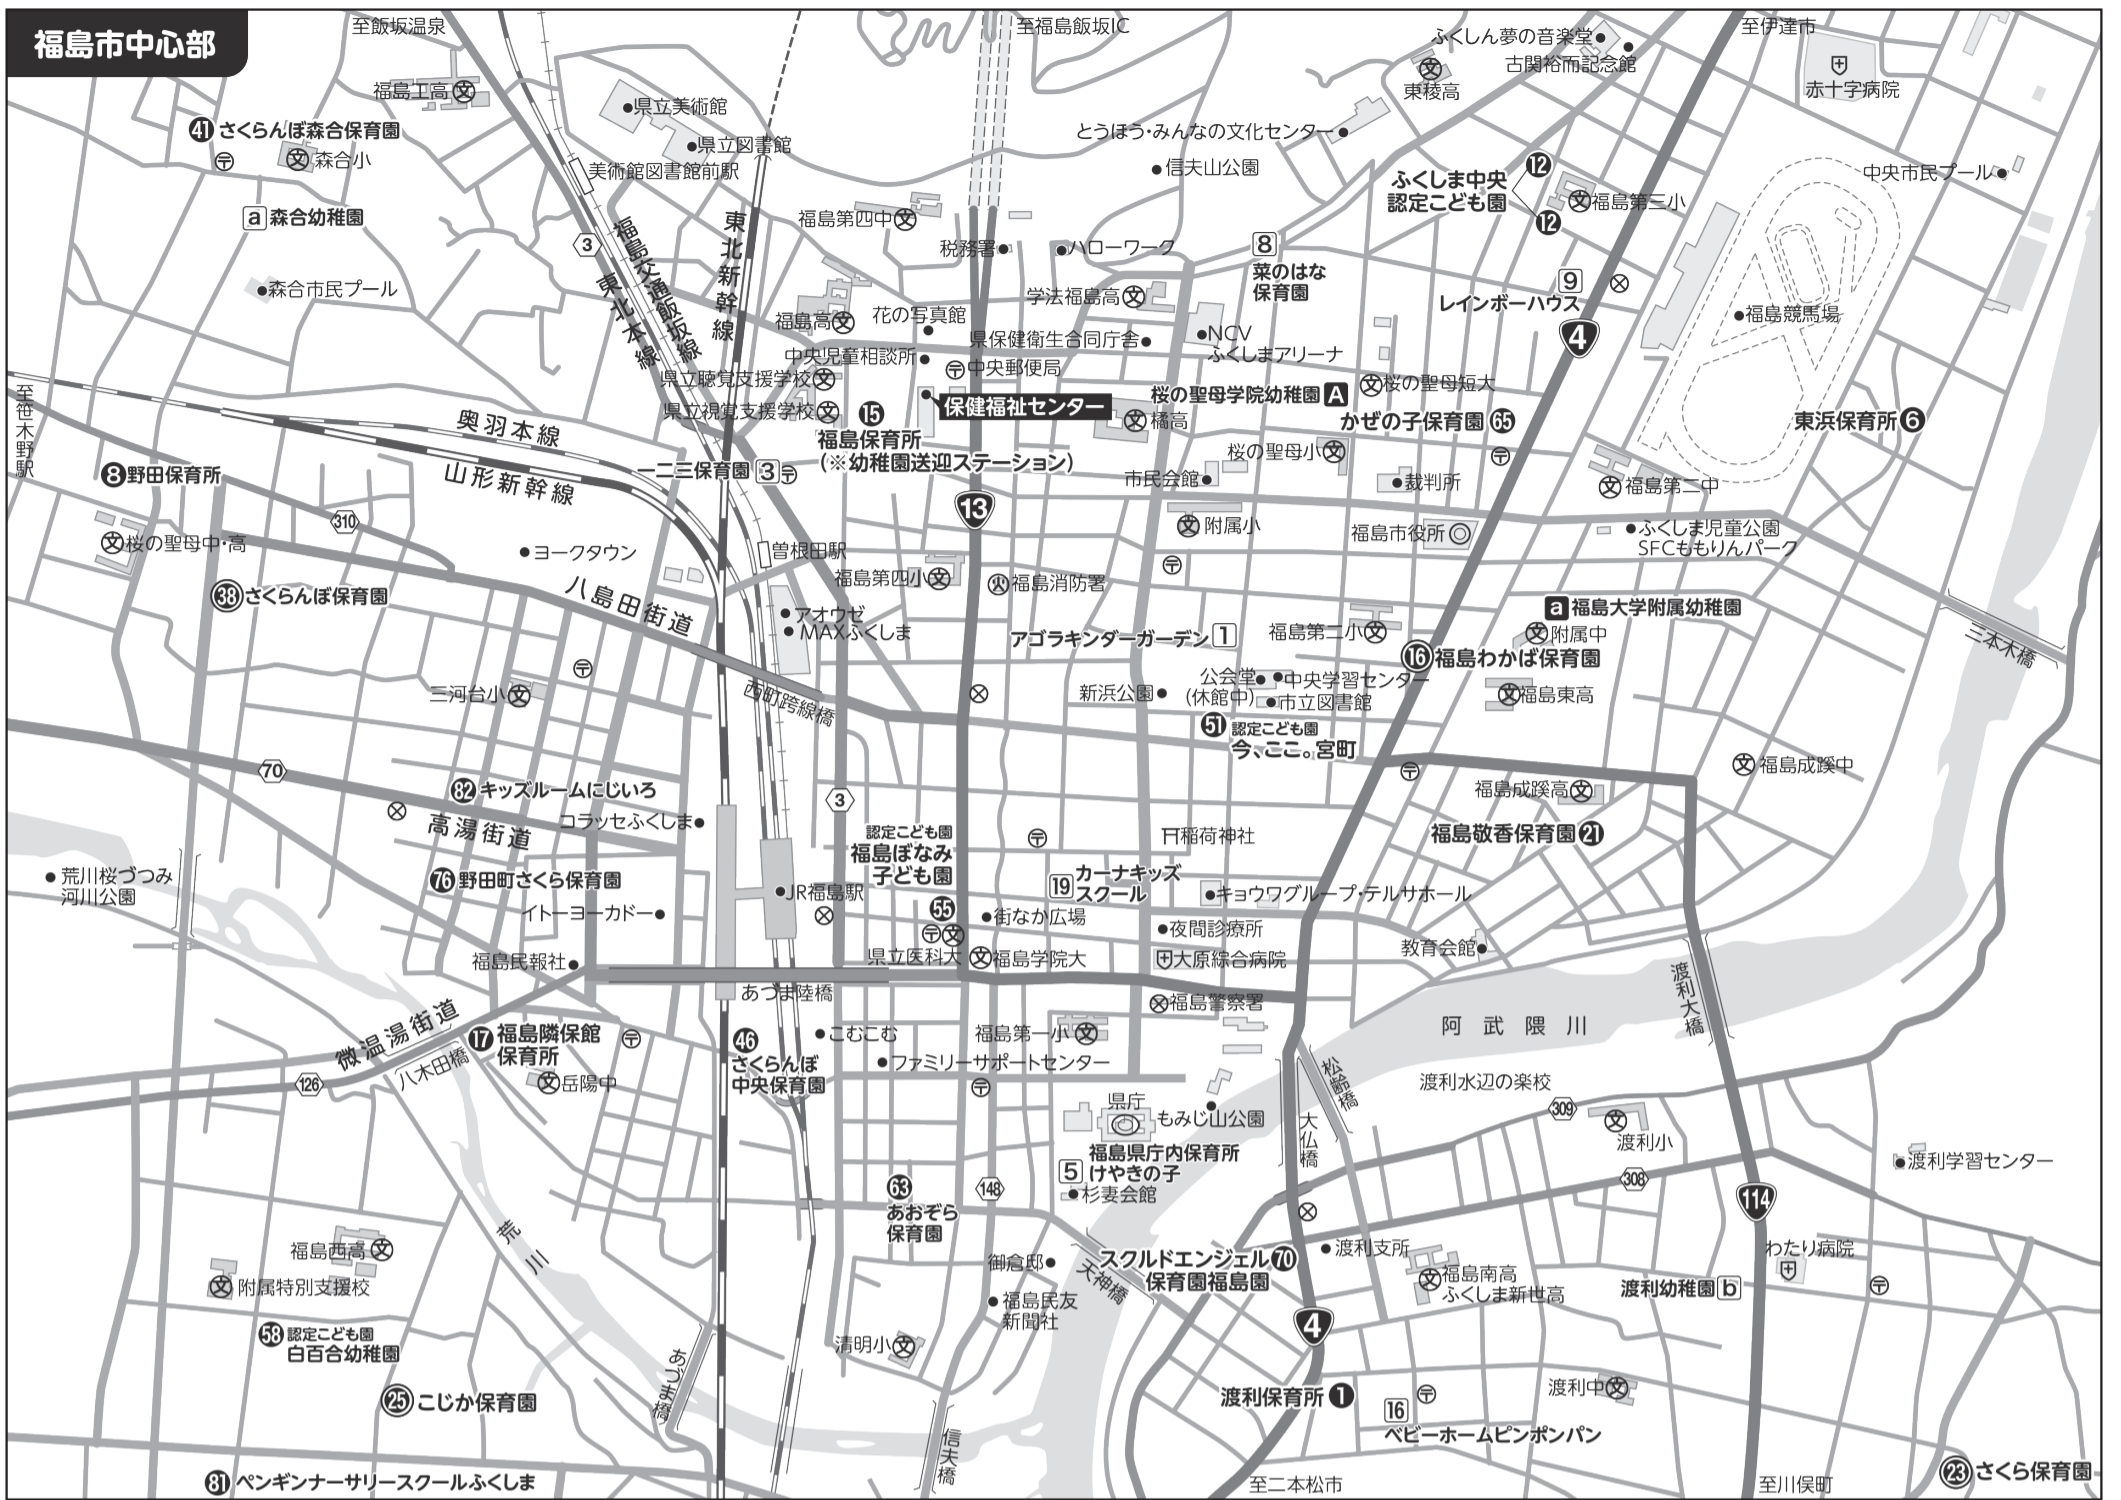 福島市中心部
至飯坂温泉
至福島飯坂IC
至伊達市
ふくしん夢の音楽堂
古関裕而記念館
赤十字病院
東稜高
福島工高
県立美術館
県立図書館
美術館図書館前駅
とうほう・みんなの文化センター
信夫山公園
中央市民プール
41 さくらんぼ森合保育園
森合小
a 森合幼稚園
森合市民プール
ふくしま中央
認定こども園
12
12
福島第三小
福島第四中
税務署
ハローワーク
8
菜のはな
保育園
9
レインボーハウス
3
福島交通飯坂線
東北本線
東北新幹線
学法福島高
福島高
花の写真館
県保健衛生合同庁舎
NCV
ふくしまアリーナ
4
福島競馬場
中央児童相談所
中央郵便局
県立聴覚支援学校
県立視覚支援学校
保健福祉センター
橘高
桜の聖母学院幼稚園 A
桜の聖母短大
かぜの子保育園 65
東浜保育所 6
至笹木野駅
奥羽本線
山形新幹線
15
福島保育所
(※幼稚園送迎ステーション)
一二三保育園 3
桜の聖母小
市民会館
裁判所
福島第二中
8 野田保育所
310
13
附属小
福島市役所
ふくしま児童公園
SFCももりんパーク
桜の聖母中・高
ヨークタウン
曽根田駅
福島第四小
福島消防署
38 さくらんぼ保育園
八島田街道
アオウゼ
MAXふくしま
アゴラキンダーガーデン 1
福島第二小
a 福島大学附属幼稚園
附属中
16 福島わかば保育園
三本木橋
三河台小
西町跨線橋
新浜公園
公会堂
(休館中)
中央学習センター
市立図書館
福島東高
51 認定こども園
今、ここ。宮町
70
82 キッズルームにじいろ
コラッセふくしま
高湯街道
3
福島成蹊中
福島成蹊高
福島敬香保育園 21
認定こども園
福島ぼなみ
子ども園
55
稲荷神社
荒川桜づつみ
河川公園
76 野田町さくら保育園
イトーヨーカドー
JR福島駅
19
カーナキッズ
スクール
キョウワグループ・テルサホール
街なか広場
夜間診療所
県立医科大
福島学院大
大原綜合病院
教育会館
福島民報社
あづま陸橋
福島警察署
渡利大橋
阿武隈川
微温湯街道
17 福島隣保館
保育所
八木田橋
126
岳陽中
46
さくらんぼ
中央保育園
こむこむ
ファミリーサポートセンター
福島第一小
松齢橋
渡利水辺の楽校
309
渡利小
県庁
もみじ山公園
大仏橋
福島県庁内保育所
5 けやきの子
杉妻会館
渡利学習センター
308
114
63
あおぞら
保育園
148
荒川
福島西高
附属特別支援校
御倉邸
天神橋
スクルドエンジェル
保育園福島園
70
渡利支所
福島南高
ふくしま新世高
渡利幼稚園 b
わたり病院
福島民友
新聞社
58 認定こども園
白百合幼稚園
清明小
4
あづま橋
25 こじか保育園
渡利保育所 1
16
ベビーホームピンポンパン
渡利中
信夫橋
81 ペンギンナーサリースクールふくしま
至二本松市
至川俣町
23 さくら保育園